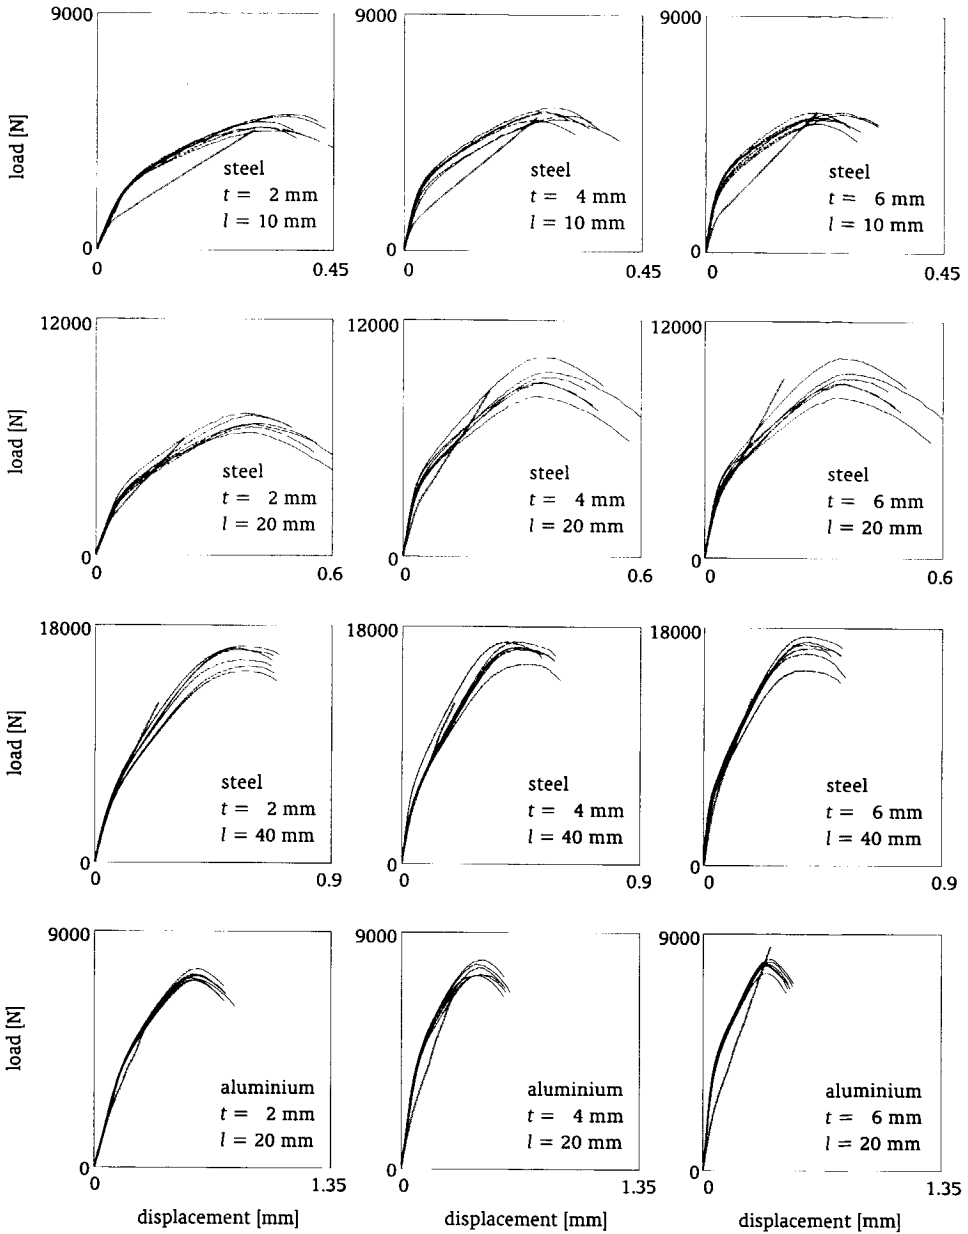 9000
9000
9000
load [N]
steel
t = 2 mm
l = 10 mm
steel
t = 4 mm
l = 10 mm
steel
t = 6 mm
l = 10 mm
0
0
0
0
0.45
0
0.45
0
0.45
12000
12000
12000
load [N]
steel
t = 2 mm
l = 20 mm
steel
t = 4 mm
l = 20 mm
steel
t = 6 mm
l = 20 mm
0
0
0
0
0.6
0
0.6
0
0.6
18000
18000
18000
load [N]
steel
t = 2 mm
l = 40 mm
steel
t = 4 mm
l = 40 mm
steel
t = 6 mm
l = 40 mm
0
0
0
0
0.9
0
0.9
0
0.9
9000
9000
9000
load [N]
aluminium
t = 2 mm
l = 20 mm
aluminium
t = 4 mm
l = 20 mm
aluminium
t = 6 mm
l = 20 mm
0
0
0
0
1.35
0
1.35
0
1.35
displacement [mm]
displacement [mm]
displacement [mm]